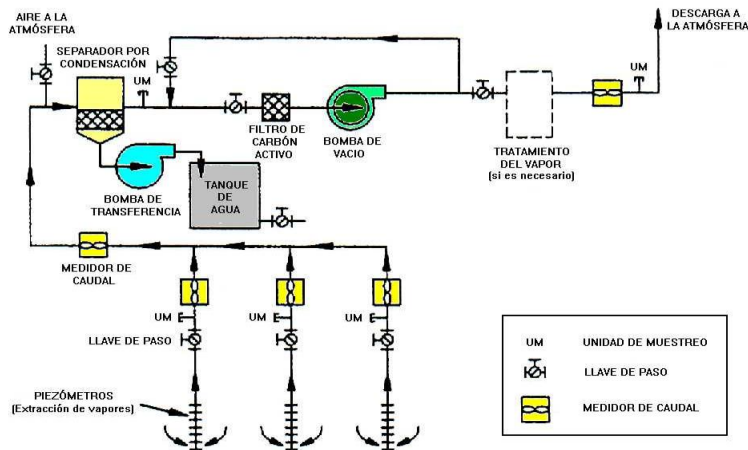 AIRE A LA
ATMÓSFERA
SEPARADOR POR
CONDENSACIÓN
UM
DESCARGA A
LA ATMÓSFERA
UM
FILTRO DE
CARBÓN
ACTIVO
BOMBA DE
VACIO
TRATAMIENTO
DEL VAPOR
(si es necesario)
BOMBA DE
TRANSFERENCIA
TANQUE
DE
AGUA
MEDIDOR DE
CAUDAL
UM
UM
UM
LLAVE DE PASO
PIEZÓMETROS
(Extracción de vapores)
UM UNIDAD DE MUESTREO
LLAVE DE PASO
MEDIDOR DE CAUDAL